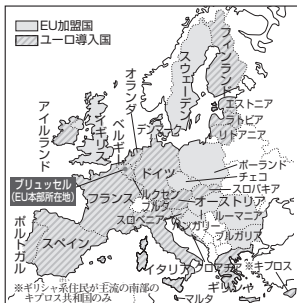 EU加盟国
ユーロ導入国
フィンランド
スウェーデン
エストニア
ラトビア
リトアニア
デンマーク
オランダ
アイルランド
イギリス
ベルギー
ドイツ
ポーランド
チェコ
スロバキア
ブリュッセル
(EU本部所在地)
フランス
ルクセン
ブルク
オーストリア
スロベニア
ハンガリー
ルーマニア
ブルガリア
ポルトガル
スペイン
イタリア
クロアチア
ギリシャ
※キプロス
マルタ
※ギリシャ系住民が主流の南部の
キプロス共和国のみ